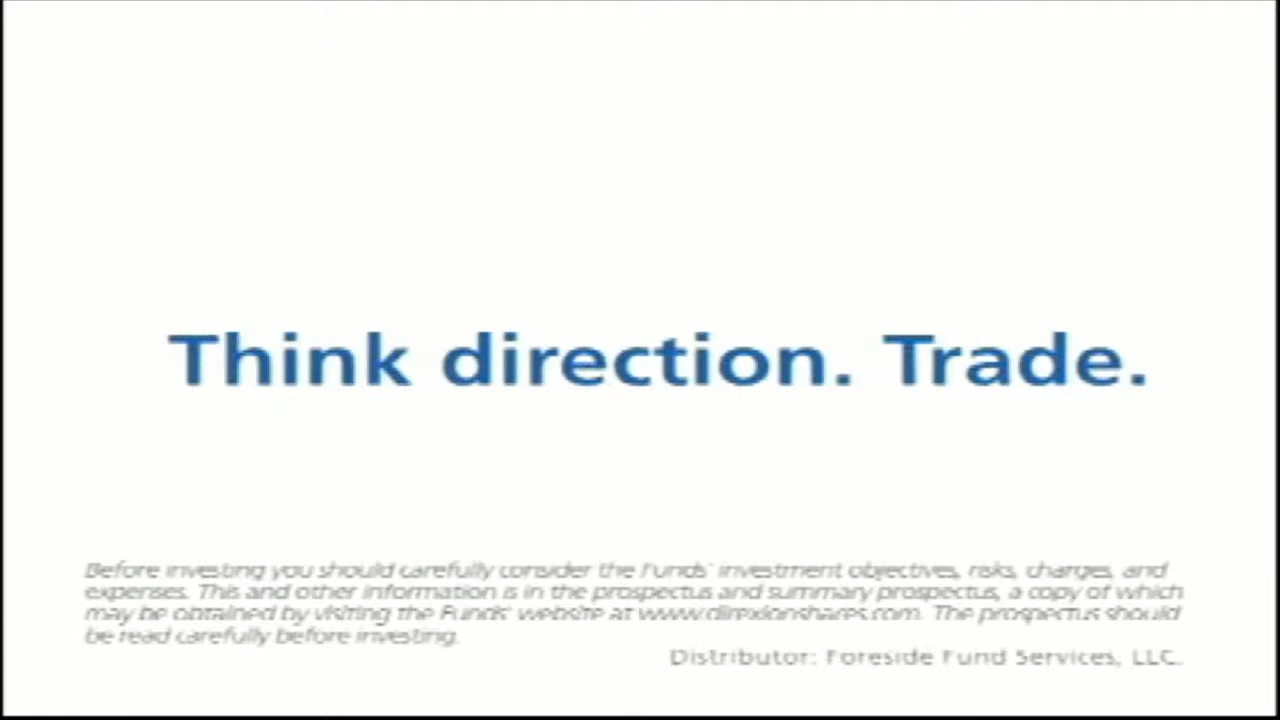 Think direction. Trade.
Before investing you should carefully consider the Funds' investment objectives, risks, charges, and
expenses. This and other information is in the prospectus and summary prospectus, a copy of which
may be obtained by visiting the Funds' website at www.direxionshares.com. The prospectus should
be read carefully before investing.
Distributor: Foreside Fund Services, LLC.